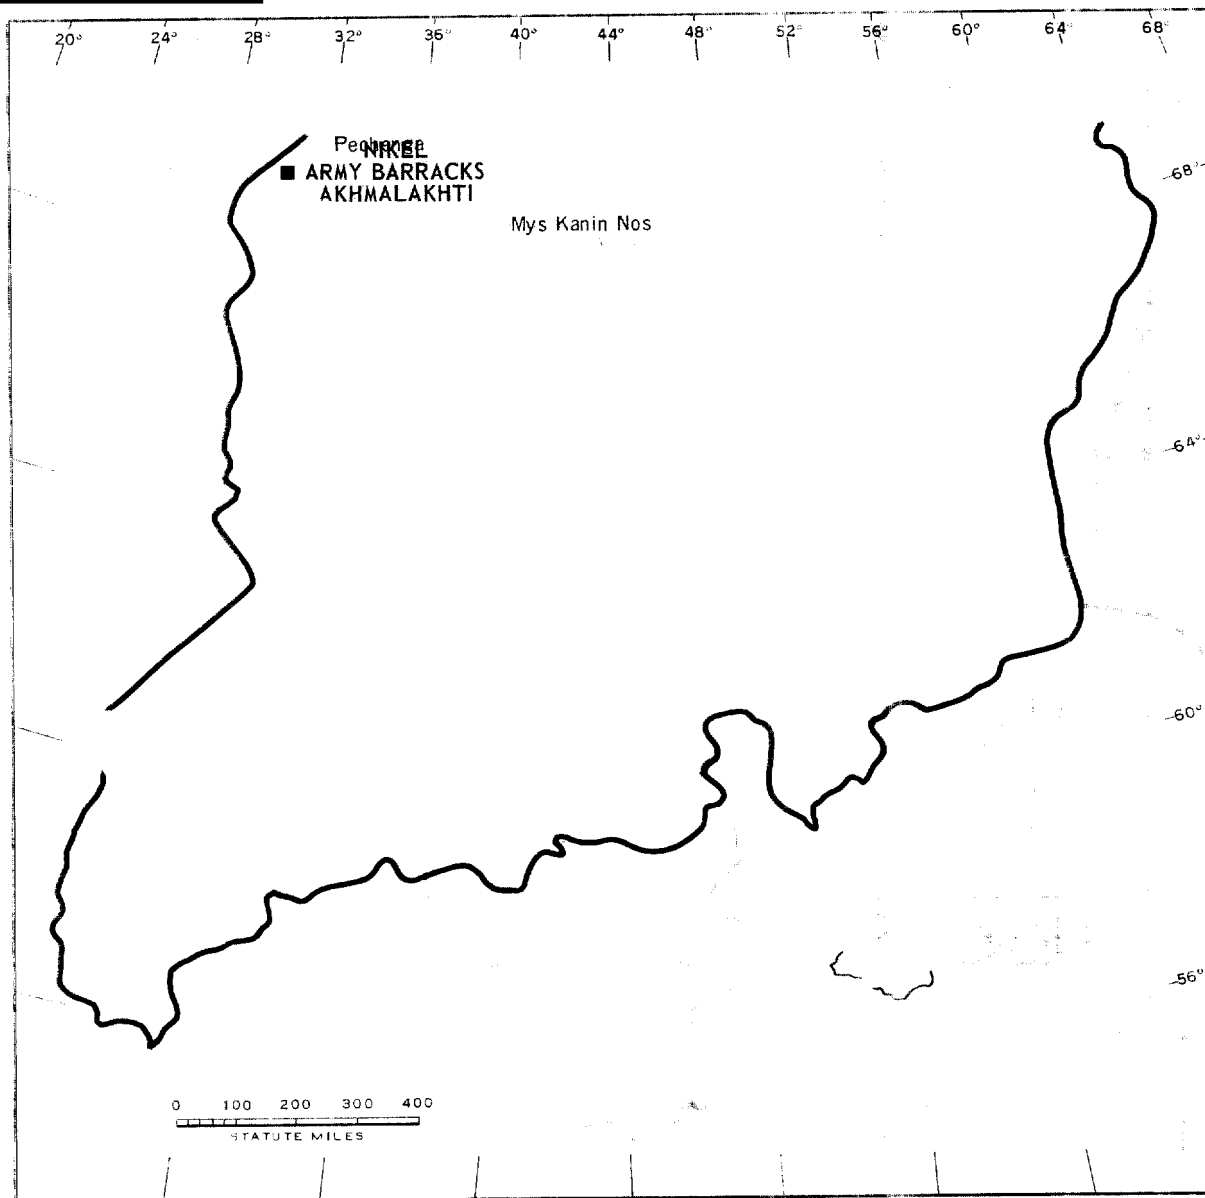 20° 24° 28° 32° 36° 40° 44° 48° 52° 56° 60° 64° 68°
Pechenga
NIKEL
ARMY BARRACKS
AKHMALAKHTI
68°
Mys Kanin Nos
64°
60°
56°
0 100 200 300 400
STATUTE MILES